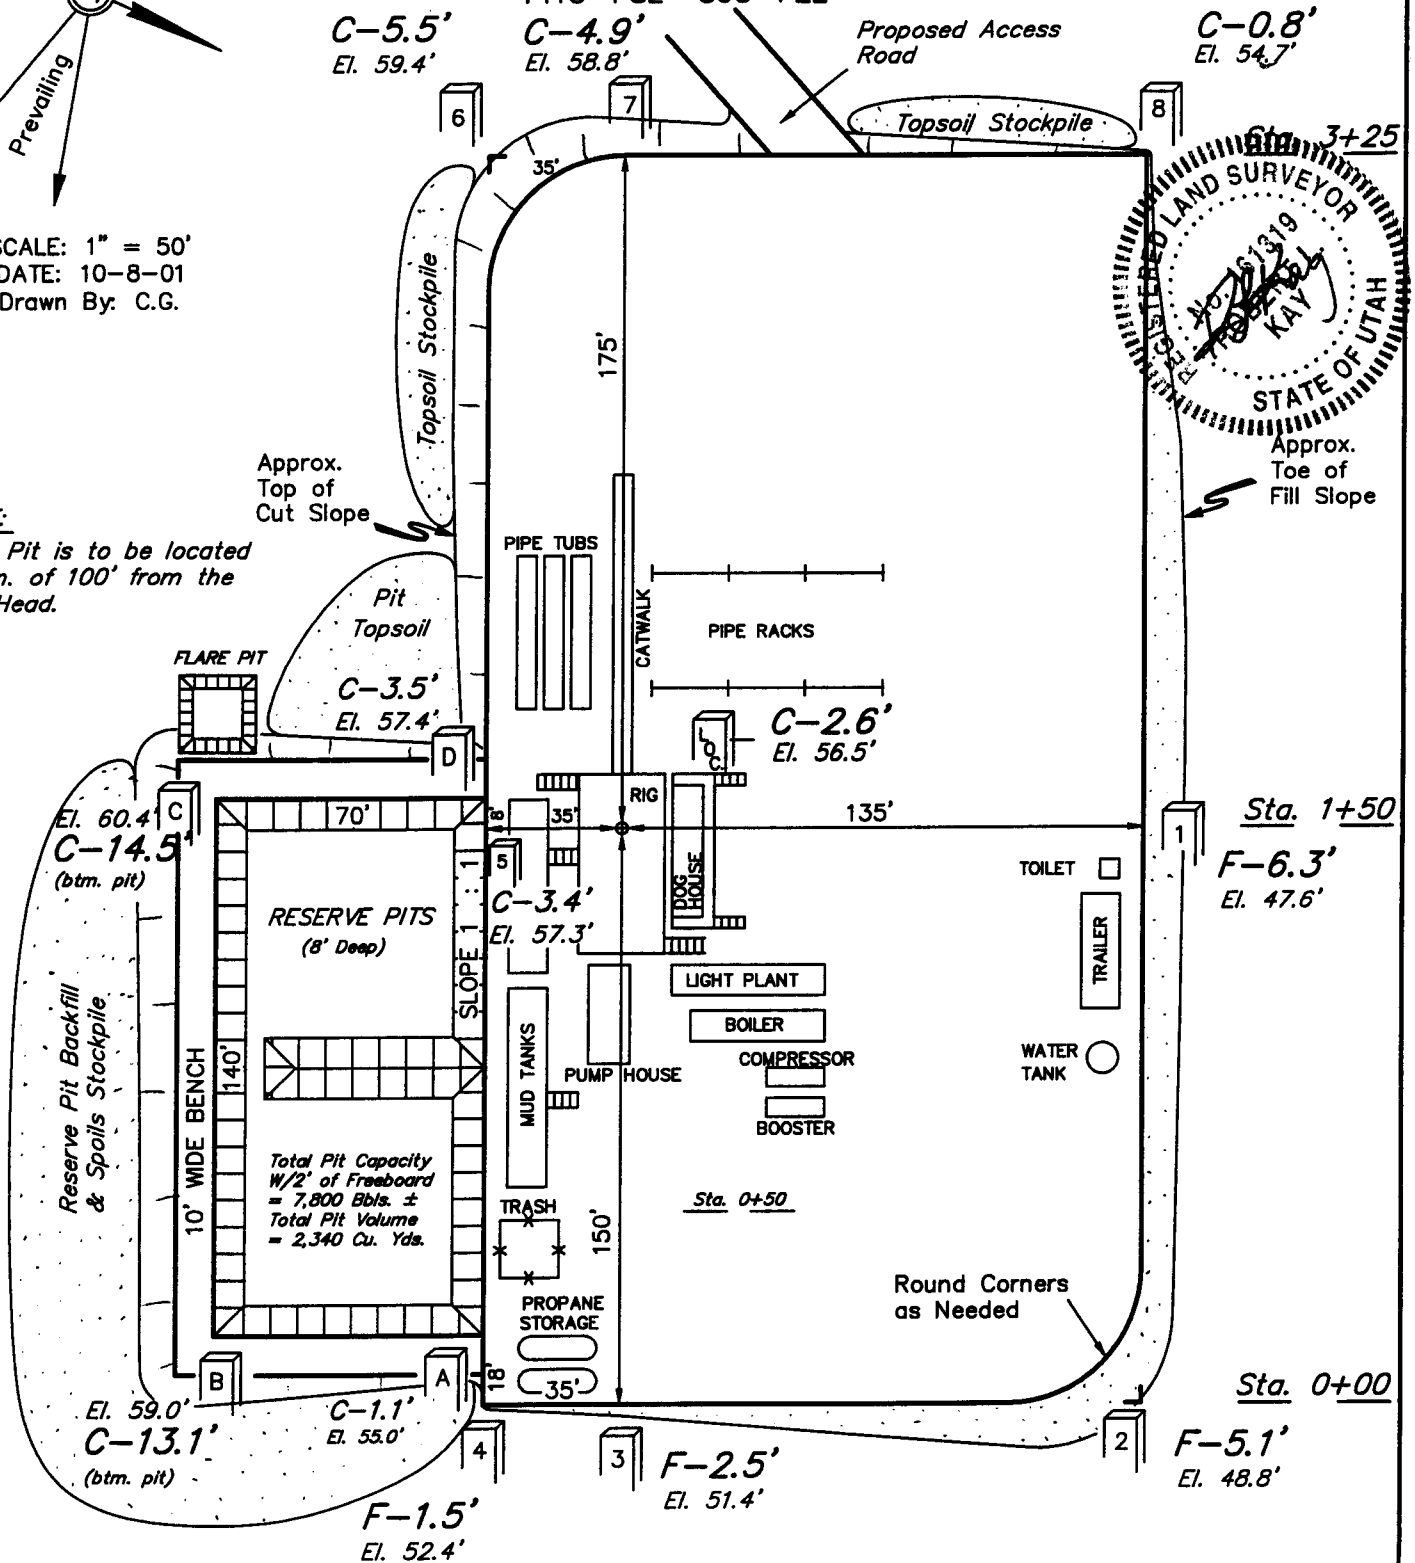 C-5.5'
El. 59.4'
C-4.9'
El. 58.8'
Proposed Access
Road
C-0.8'
El. 54.7'
Prevailing
6
7
8
Topsoil Stockpile
Sta. 3+25
35'
REGISTERED LAND SURVEYOR
No. 161319
KAY
STATE OF UTAH
SCALE: 1" = 50'
DATE: 10-8-01
Drawn By: C.G.
Topsoil Stockpile
175'
Approx.
Top of
Cut Slope
Approx.
Toe of
Fill Slope
Pit is to be located
of 100' from the
Head.
PIPE TUBS
CATWALK
PIPE RACKS
Pit
Topsoil
FLARE PIT
C-3.5'
El. 57.4'
D
LOC.
C-2.6'
El. 56.5'
RIG
C
El. 60.4'
C-14.5'
(btm. pit)
70'
8'
35'
135'
1
Sta. 1+50
F-6.3'
El. 47.6'
5
C-3.4'
El. 57.3'
DOG
HOUSE
TOILET
TRAILER
RESERVE PITS
(8' Deep)
SLOPE 1 : 1
LIGHT PLANT
BOILER
COMPRESSOR
BOOSTER
WATER
TANK
PUMP HOUSE
MUD TANKS
Reserve Pit Backfill
& Spoils Stockpile
10' WIDE BENCH
140'
Total Pit Capacity
W/2' of Freeboard
= 7,800 Bbls. ±
Total Pit Volume
= 2,340 Cu. Yds.
TRASH
Sta. 0+50
150'
PROPANE
STORAGE
Round Corners
as Needed
18'
35'
B
A
El. 59.0'
C-13.1'
(btm. pit)
C-1.1'
El. 55.0'
Sta. 0+00
4
3
2
F-2.5'
El. 51.4'
F-5.1'
El. 48.8'
F-1.5'
El. 52.4'